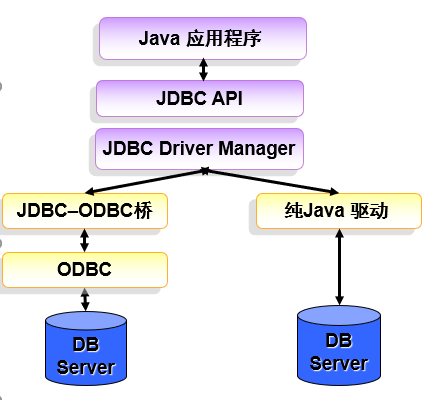 Java 应用程序
JDBC API
JDBC Driver Manager
JDBC–ODBC桥
纯Java 驱动
ODBC
DB
Server
DB
Server